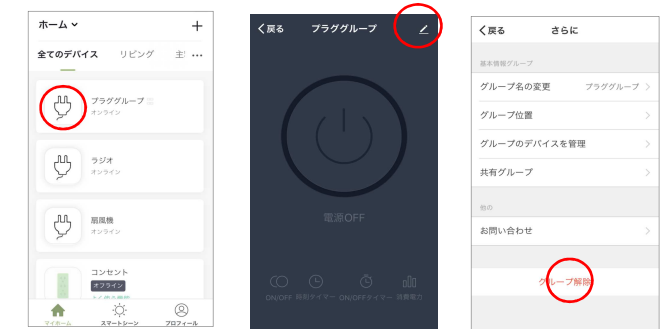 ホーム
全てのデバイス リビング 主 •••
プラググループ
オンライン
ラジオ
オンライン
扇風機
オンライン
コンセント
オフライン
マイホーム スマートシーン プロフィール
戻る プラググループ
電源OFF
ON/OFF 時刻タイマー ON/OFFタイマー 消費電力
戻る さらに
基本情報グループ
グループ名の変更 プラググループ
グループ位置
グループのデバイスを管理
共有グループ
他の
お問い合わせ
グループ解除